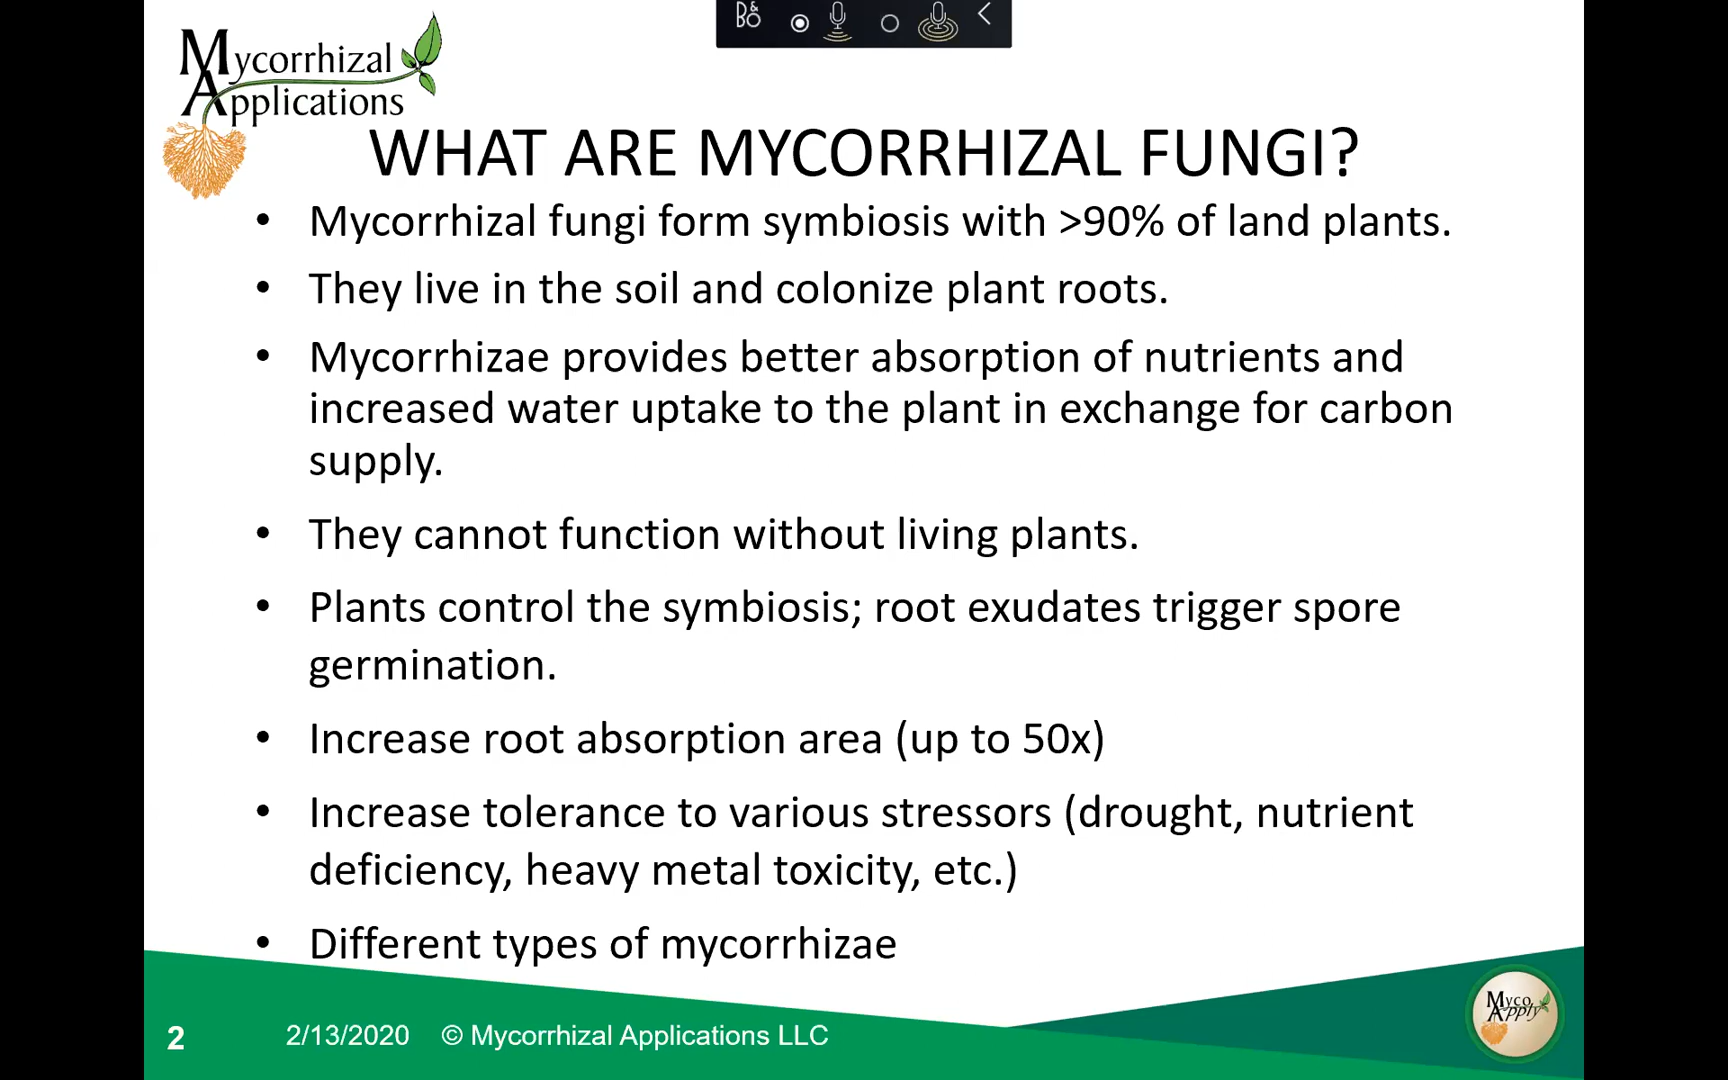 B&O
Mycorrhizal
Applications
WHAT ARE MYCORRHIZAL FUNGI?
• Mycorrhizal fungi form symbiosis with >90% of land plants.
• They live in the soil and colonize plant roots.
• Mycorrhizae provides better absorption of nutrients and
increased water uptake to the plant in exchange for carbon
supply.
• They cannot function without living plants.
• Plants control the symbiosis; root exudates trigger spore
germination.
• Increase root absorption area (up to 50x)
• Increase tolerance to various stressors (drought, nutrient
deficiency, heavy metal toxicity, etc.)
• Different types of mycorrhizae
Myco
Apply
2 2/13/2020 © Mycorrhizal Applications LLC